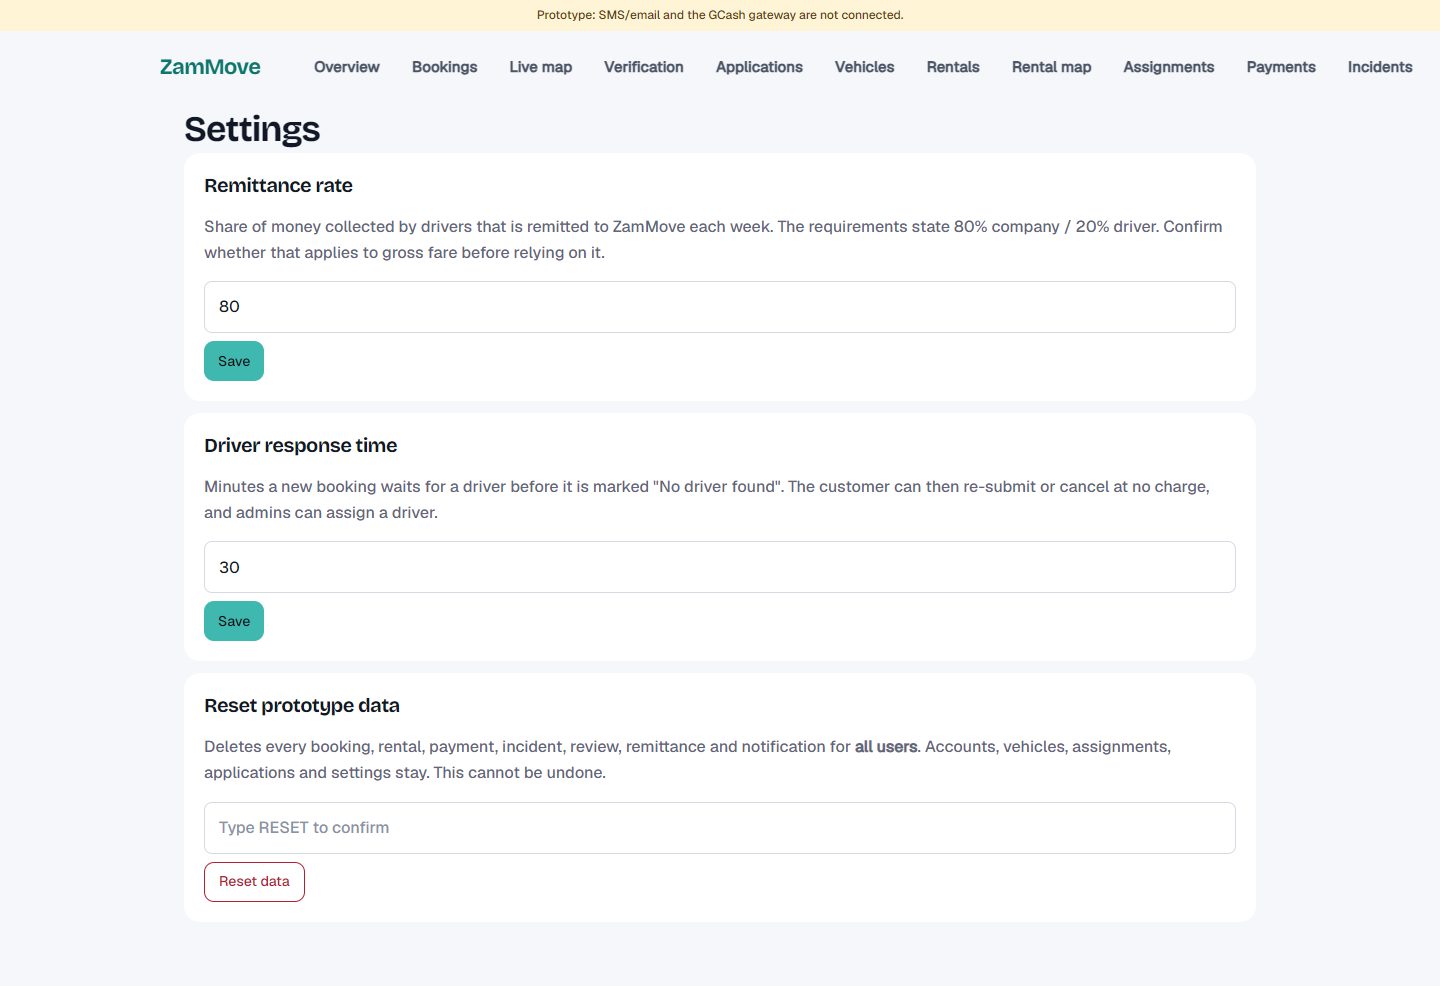 Prototype: SMS/email and the GCash gateway are not connected.
ZamMove Overview Bookings Live map Verification Applications Vehicles Rentals Rental map Assignments Payments Incidents
Settings
Remittance rate
Share of money collected by drivers that is remitted to ZamMove each week. The requirements state 80% company / 20% driver. Confirm
whether that applies to gross fare before relying on it.
80
Save
Driver response time
Minutes a new booking waits for a driver before it is marked "No driver found". The customer can then re-submit or cancel at no charge,
and admins can assign a driver.
30
Save
Reset prototype data
Deletes every booking, rental, payment, incident, review, remittance and notification for all users. Accounts, vehicles, assignments,
applications and settings stay. This cannot be undone.
Type RESET to confirm
Reset data